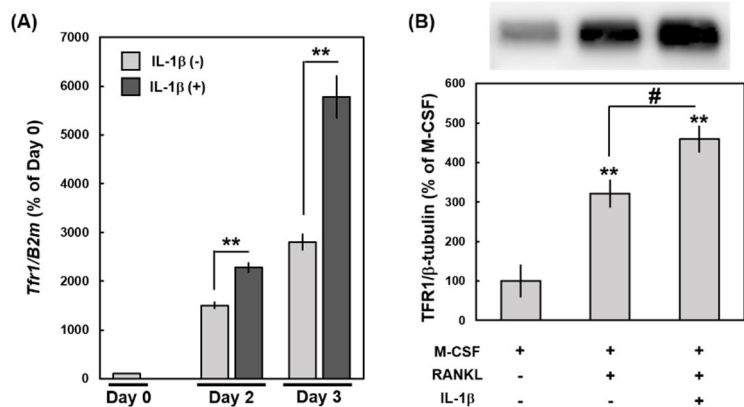 (A)
7000
6000
5000
4000
3000
2000
1000
0
Tfr1/B2m (% of Day 0)
IL-1β (-)
IL-1β (+)
**
**
Day 0 Day 2 Day 3
(B)
600
500
400
300
200
100
0
TFR1/β-tubulin (% of M-CSF)
#
**
**
M-CSF + + +
RANKL - + +
IL-1β - - +